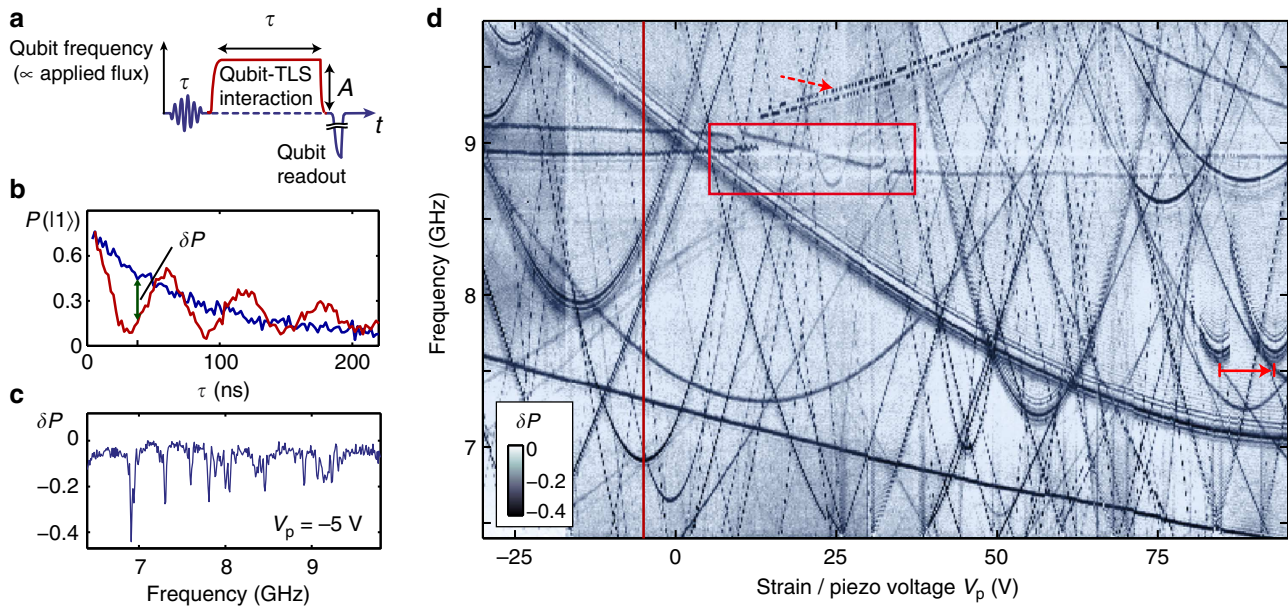 a
τ
Qubit frequency
(∝ applied flux)
τ
Qubit-TLS
interaction
A
t
Qubit
readout
b
P(|1⟩)
δP
0.6
0.3
0
0
100
200
τ (ns)
c
δP
0
−0.2
−0.4
Vp = −5 V
7
8
9
Frequency (GHz)
d
9
8
7
Frequency (GHz)
δP
0
−0.2
−0.4
−25
0
25
50
75
Strain / piezo voltage Vp (V)